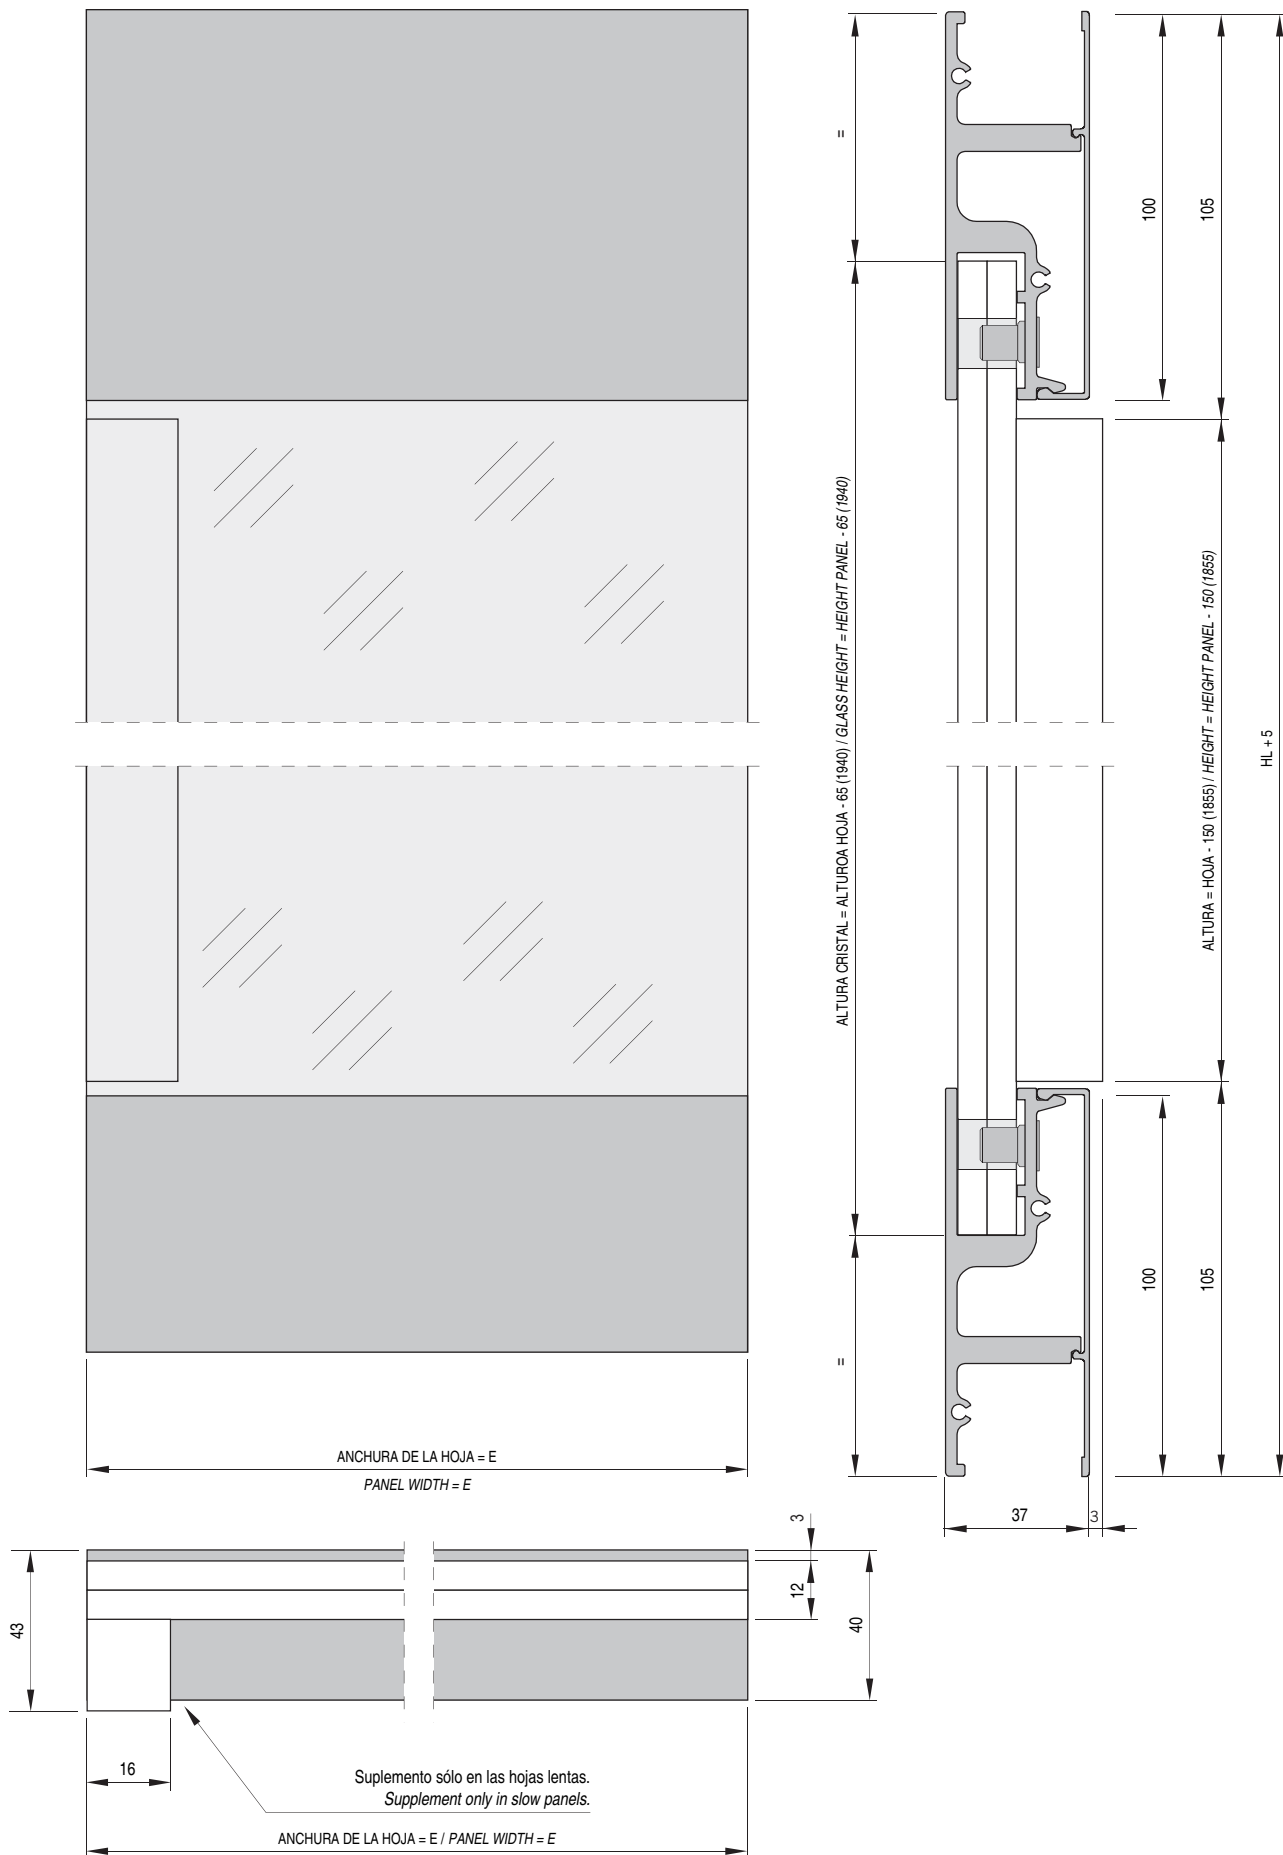 =
100
105
ALTURA CRISTAL = ALTUROA HOJA - 65 (1940) / GLASS HEIGHT = HEIGHT PANEL - 65 (1940)
ALTURA = HOJA - 150 (1855) / HEIGHT = HEIGHT PANEL - 150 (1855)
HL + 5
=
100
105
ANCHURA DE LA HOJA = E
PANEL WIDTH = E
37
3
3
12
40
43
16
Suplemento sólo en las hojas lentas.
Supplement only in slow panels.
ANCHURA DE LA HOJA = E / PANEL WIDTH = E